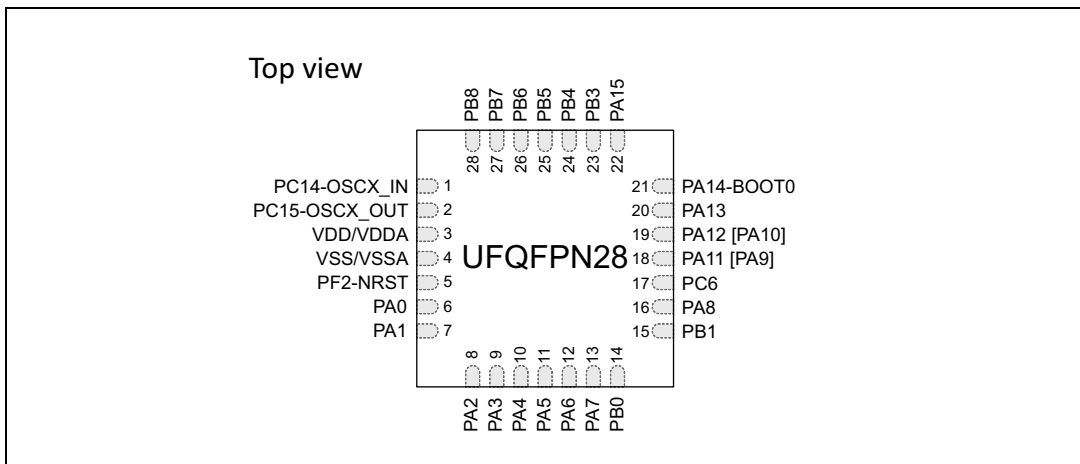 Top view
PB8
PB7
PB6
PB5
PB4
PB3
PA15
28
27
26
25
24
23
22
PC14-OSCX_IN 1
PC15-OSCX_OUT 2
VDD/VDDA 3
VSS/VSSA 4
PF2-NRST 5
PA0 6
PA1 7
UFQFPN28
21 PA14-BOOT0
20 PA13
19 PA12 [PA10]
18 PA11 [PA9]
17 PC6
16 PA8
15 PB1
8
9
10
11
12
13
14
PA2
PA3
PA4
PA5
PA6
PA7
PB0